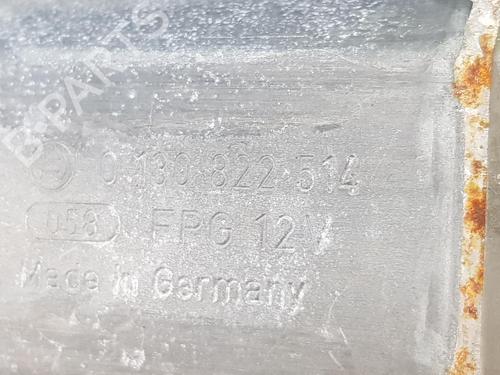 B-PARTS
0 130 822 514
058 FPG 12V
Made in Germany